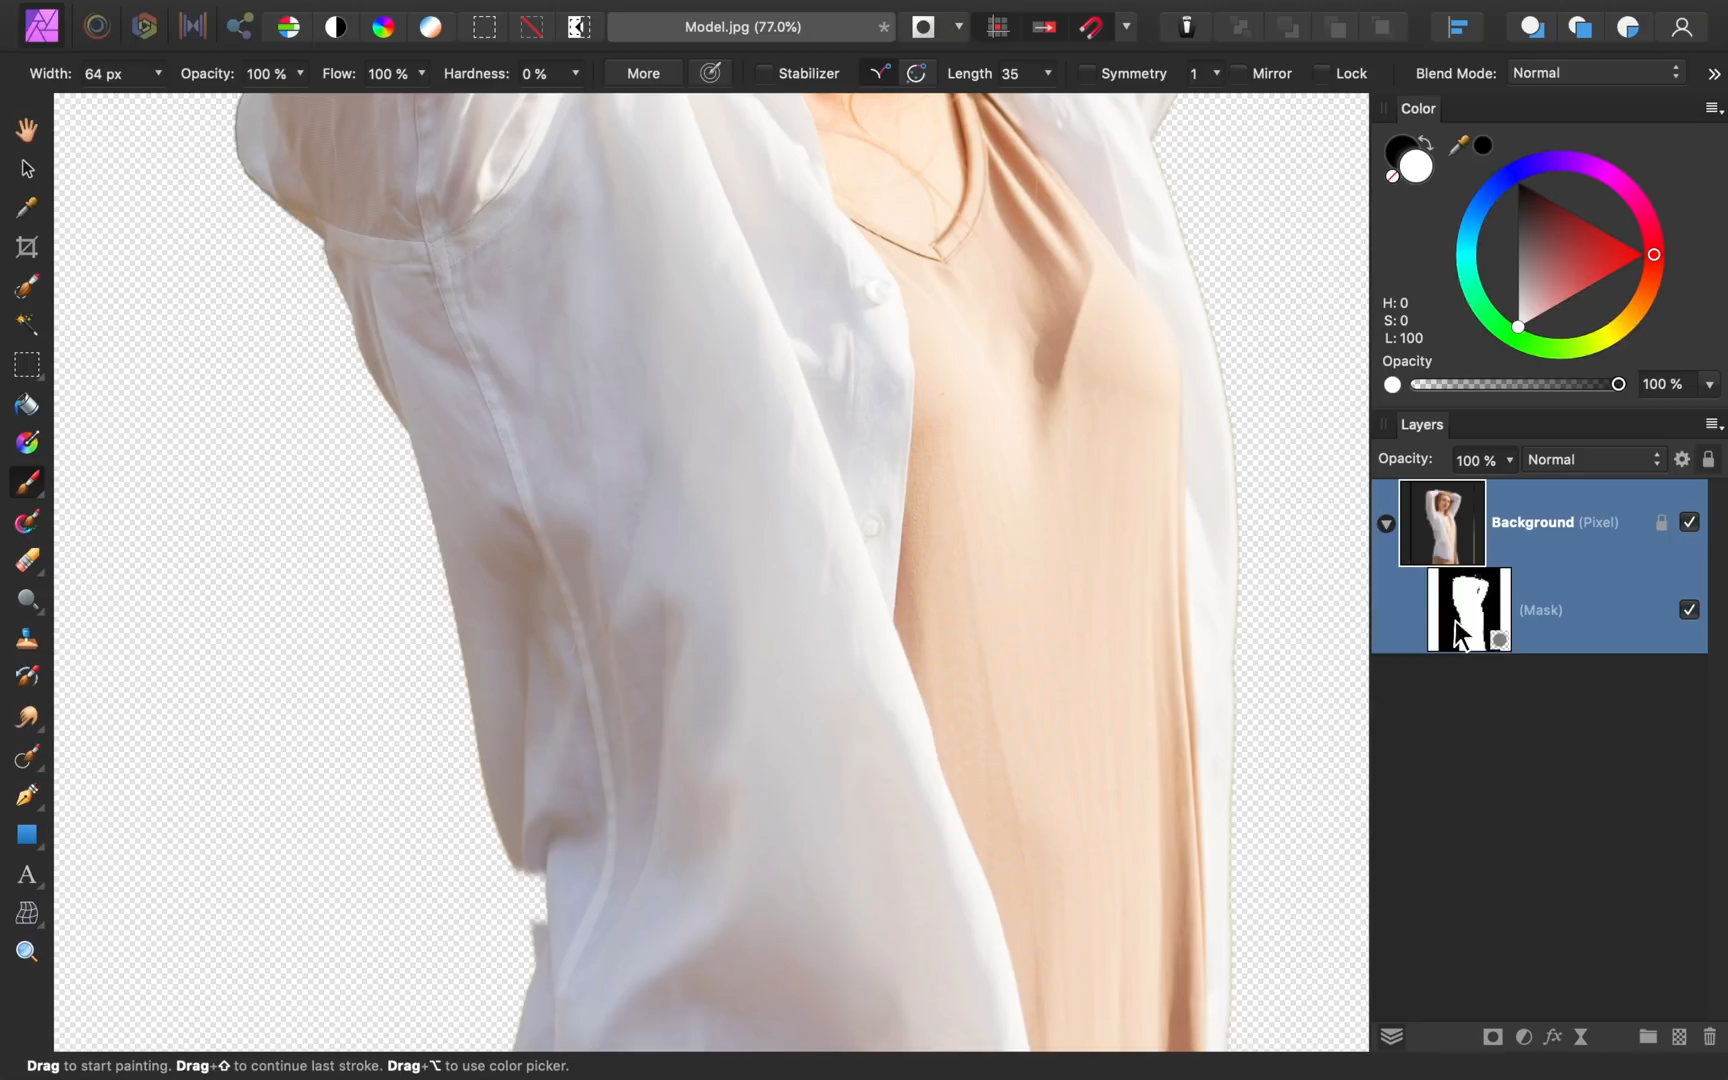 Model.jpg (77.0%)
*
Width: 64 px
Opacity: 100 %
Flow: 100 %
Hardness: 0 %
More
Stabilizer
Length 35
Symmetry
1
Mirror
Lock
Blend Mode: Normal
Color
H: 0
S: 0
L: 100
Opacity
100 %
Layers
Opacity: 100 % Normal
Background (Pixel)
(Mask)
A
fx
Drag to start painting. Drag+⇧ to continue last stroke. Drag+⌥ to use color picker.